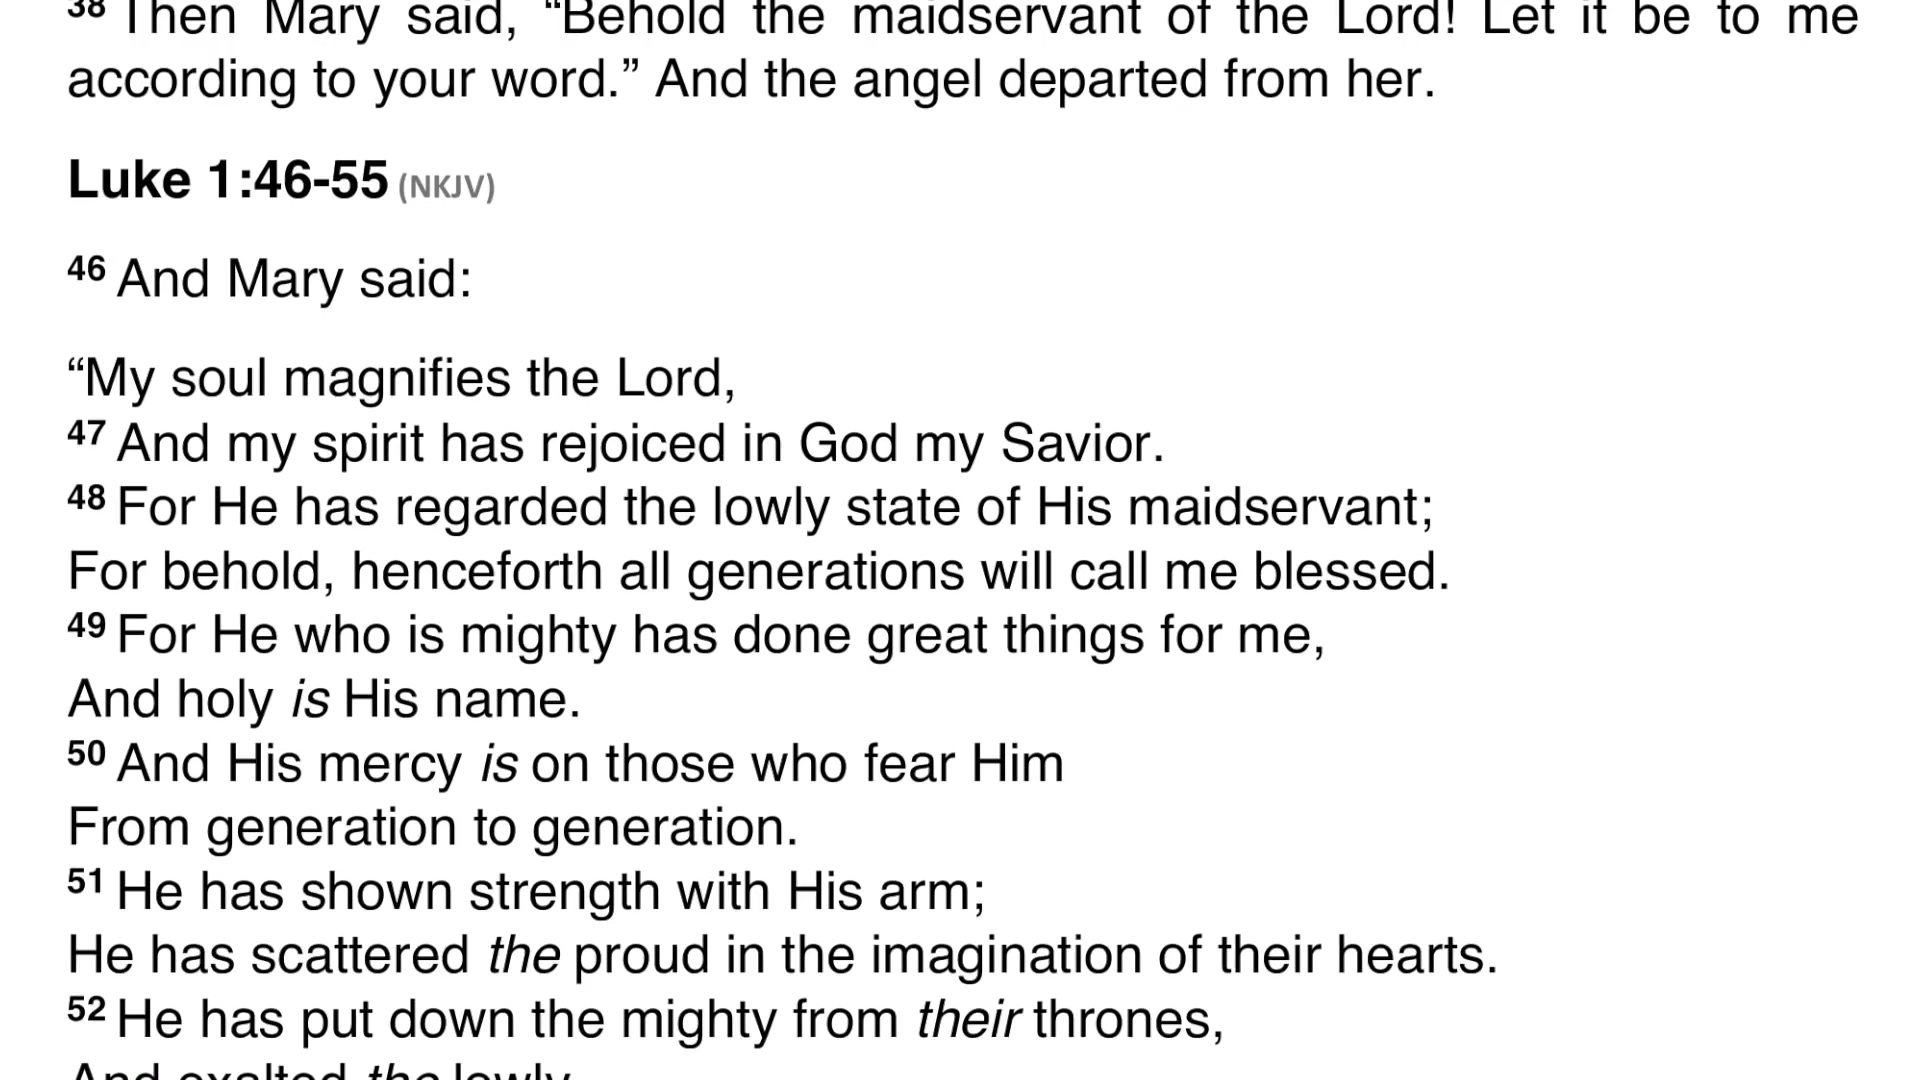 38 Then Mary said, “Behold the maidservant of the Lord! Let it be to me
according to your word.” And the angel departed from her.
Luke 1:46-55 (NKJV)
46 And Mary said:
“My soul magnifies the Lord,
47 And my spirit has rejoiced in God my Savior.
48 For He has regarded the lowly state of His maidservant;
For behold, henceforth all generations will call me blessed.
49 For He who is mighty has done great things for me,
And holy is His name.
50 And His mercy is on those who fear Him
From generation to generation.
51 He has shown strength with His arm;
He has scattered the proud in the imagination of their hearts.
52 He has put down the mighty from their thrones,
And exalted the lowly